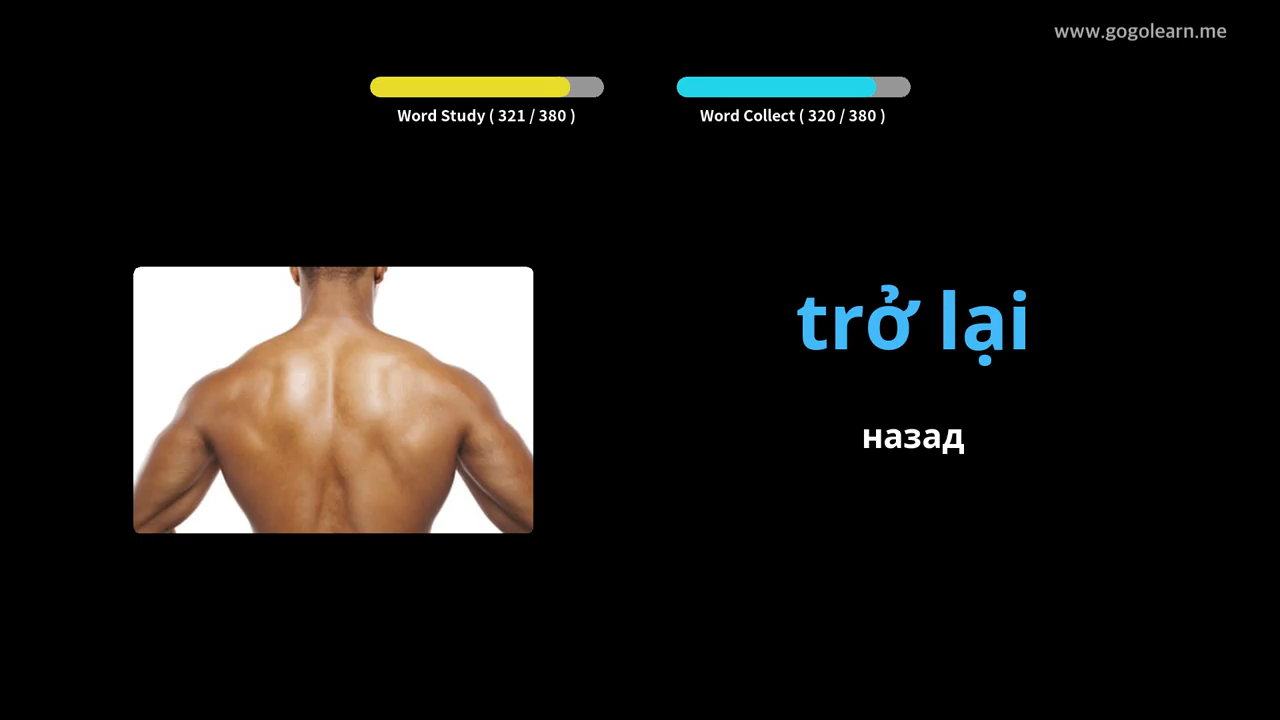 www.gogolearn.me
Word Study ( 321 / 380 )
Word Collect ( 320 / 380 )
trở lại
назад